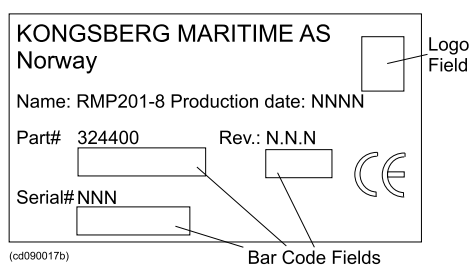 KONGSBERG MARITIME AS
Norway
Logo
Field
Name: RMP201-8 Production date: NNNN
Part# 324400 Rev.: N.N.N
CE
Serial# NNN
(cd090017b)
Bar Code Fields